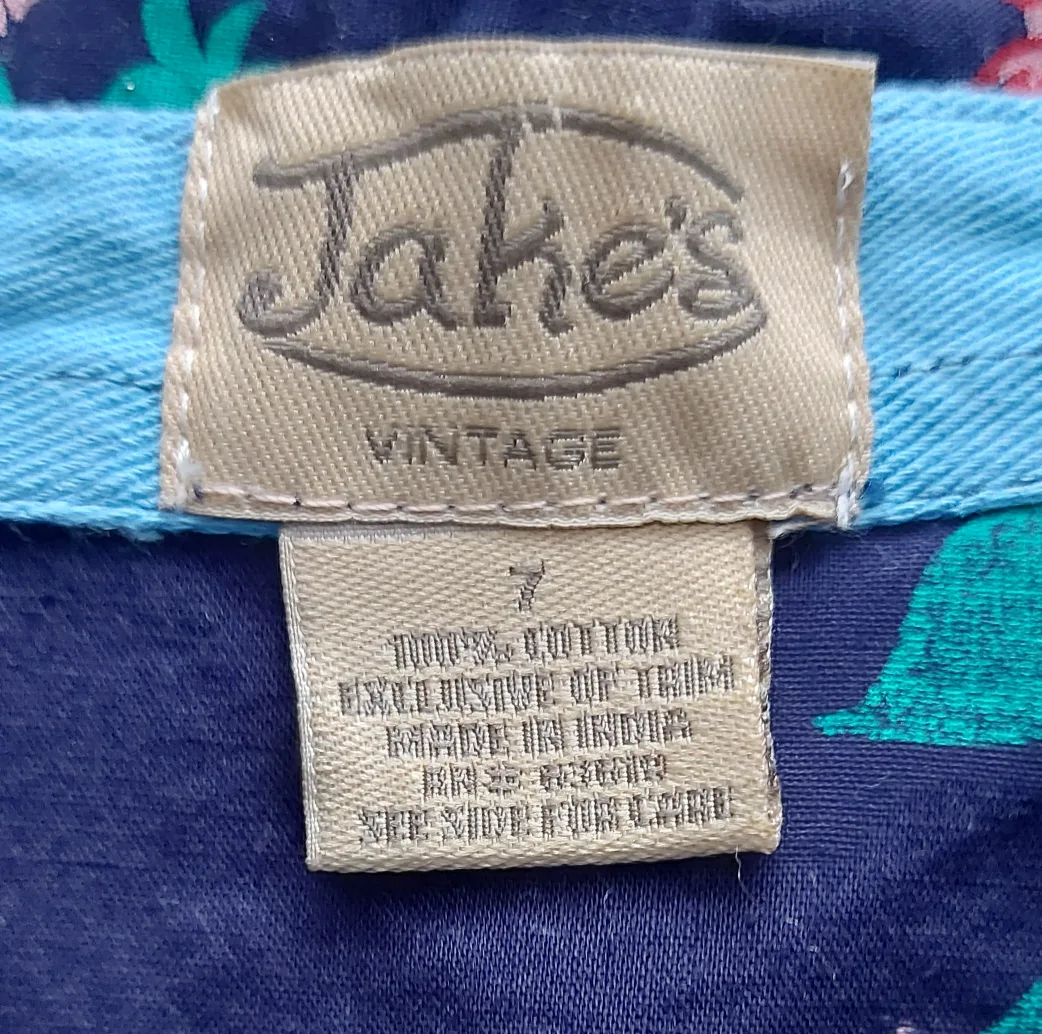 Jake's
VINTAGE
7
100% COTTON
EXCLUSIVE OF TRIM
MADE IN INDIA
RN #
SEE SIDE FOR CARE